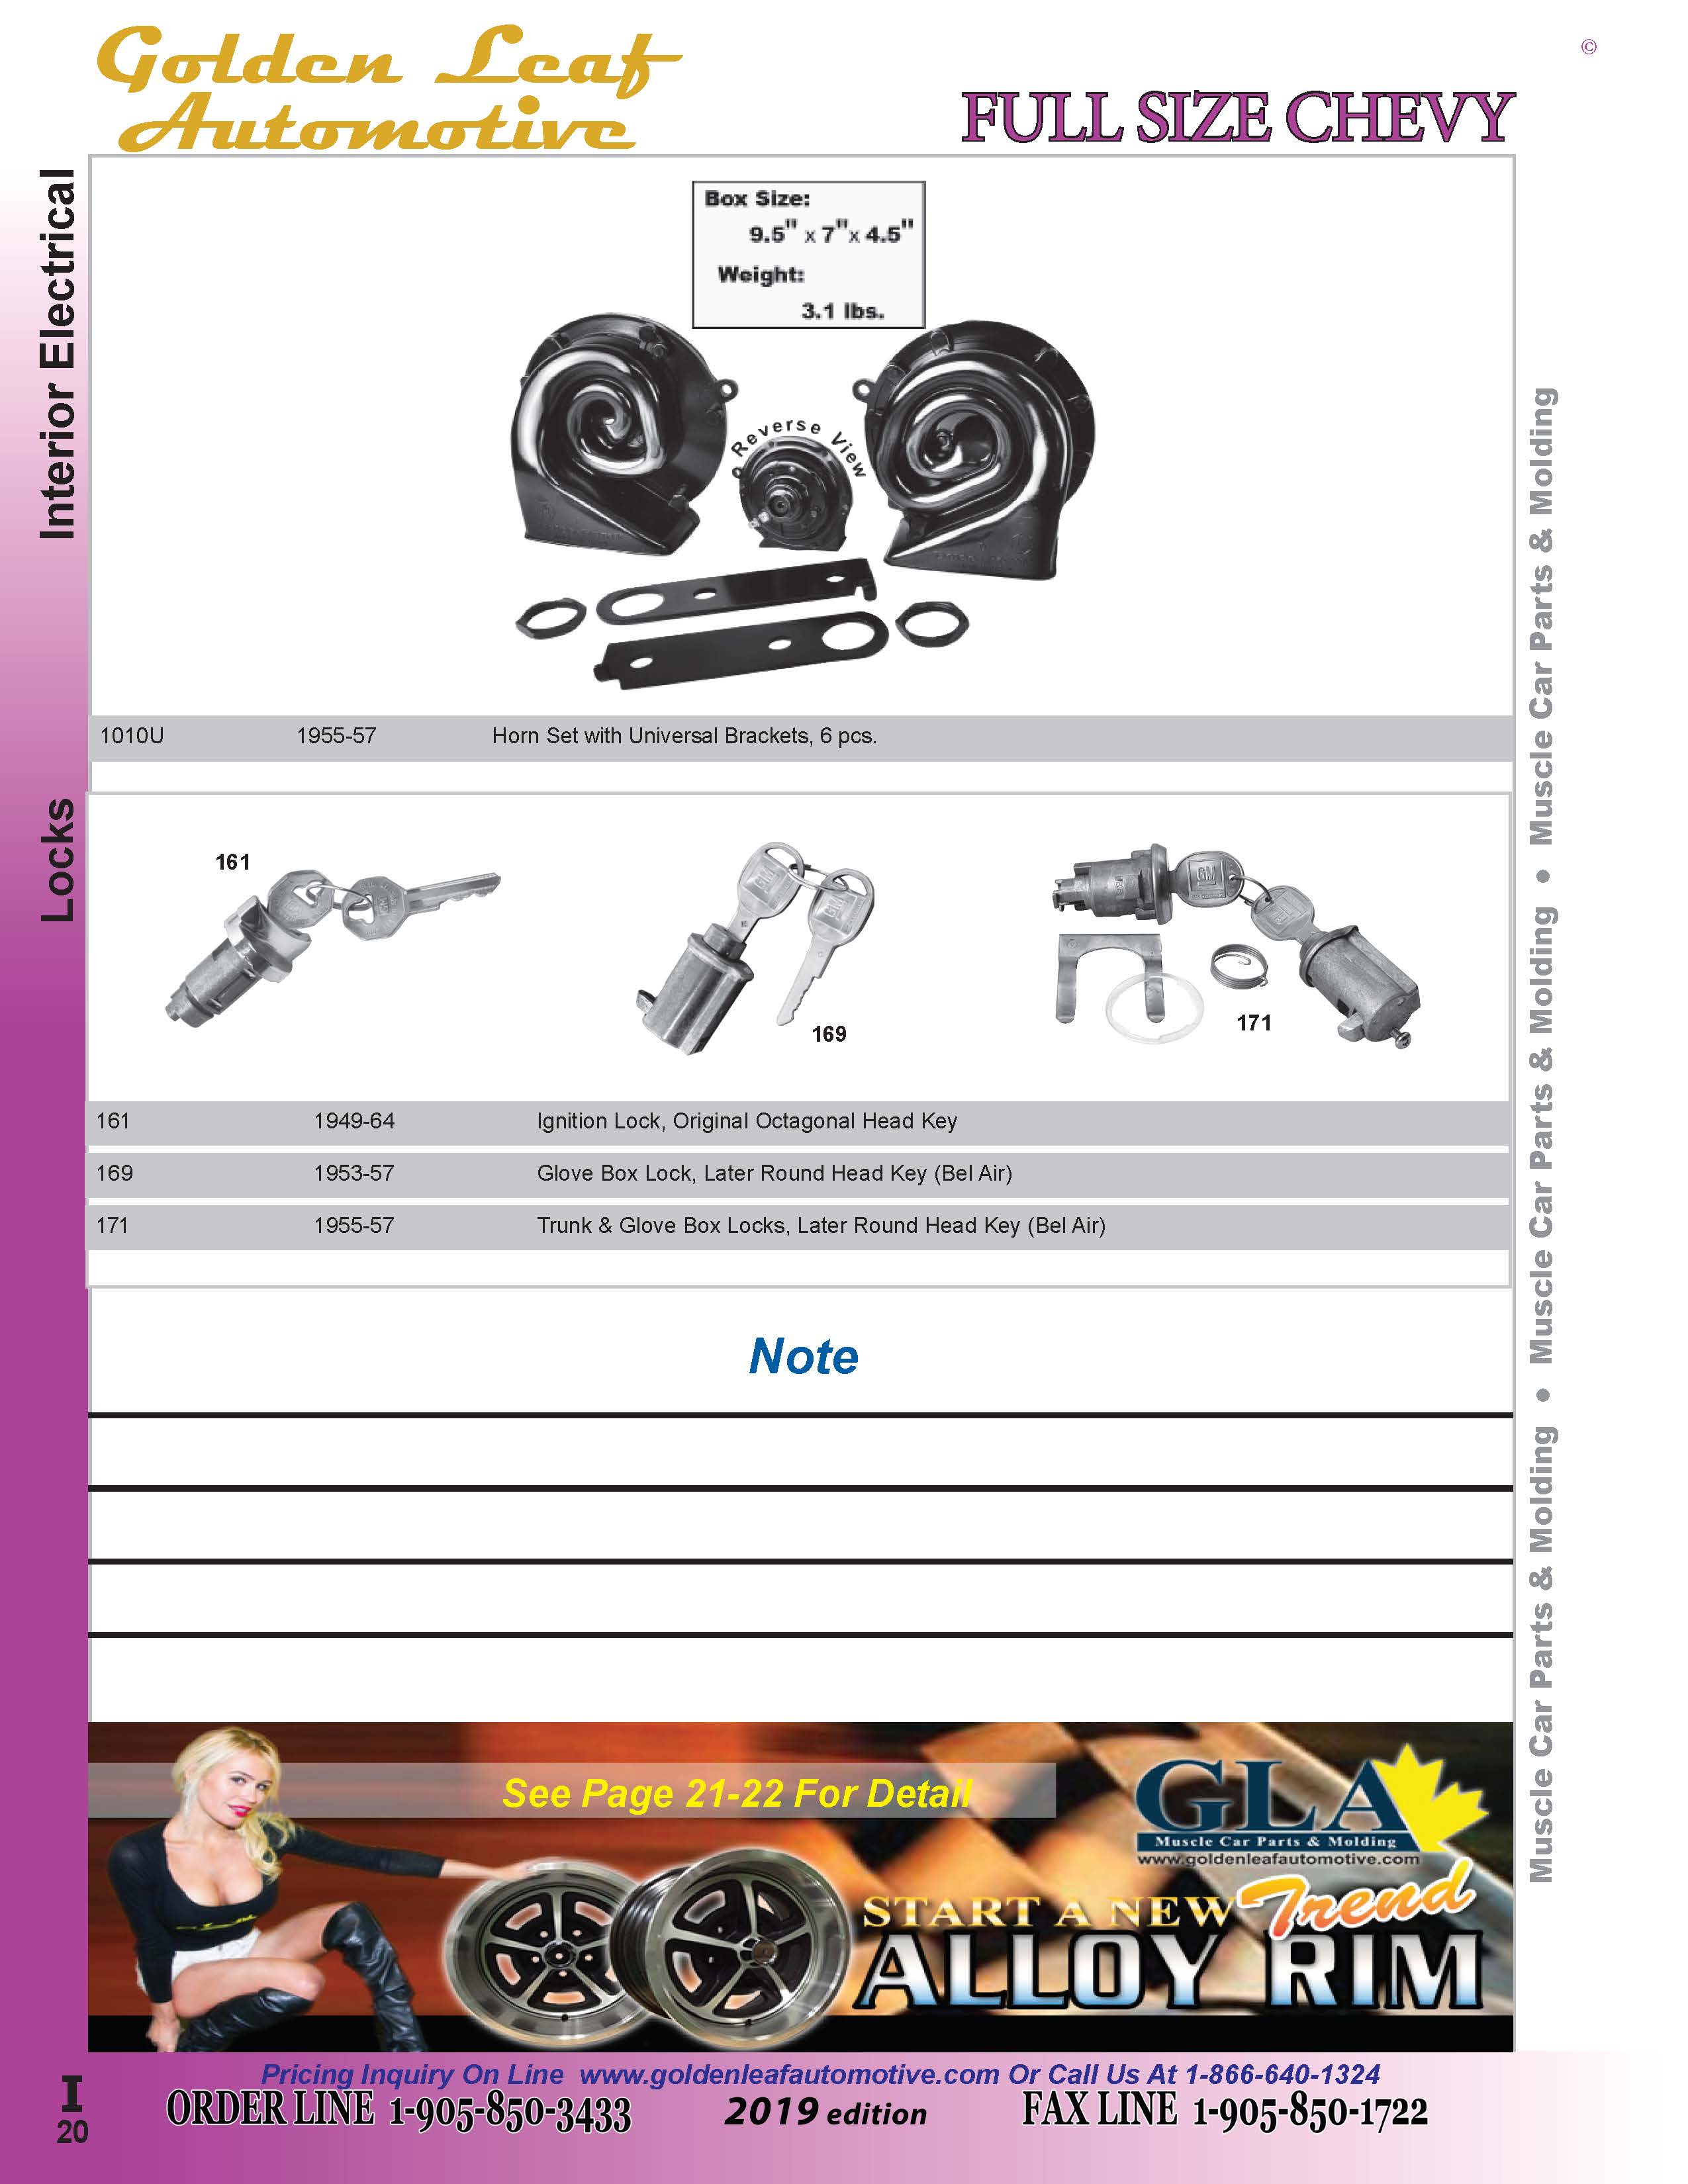 Golden Leaf
Automotive
©
FULL SIZE CHEVY
Interior Electrical
Box Size:
9.5" x 7" x 4.5"
Weight:
3.1 lbs.
Reverse View
1010U 1955-57 Horn Set with Universal Brackets, 6 pcs.
Locks
161
169
171
GM
GM
GM
161 1949-64 Ignition Lock, Original Octagonal Head Key
169 1953-57 Glove Box Lock, Later Round Head Key (Bel Air)
171 1955-57 Trunk & Glove Box Locks, Later Round Head Key (Bel Air)
Note
Muscle Car Parts & Molding • Muscle Car Parts & Molding • Muscle Car Parts & Molding
See Page 21-22 For Detail
GLA
Muscle Car Parts & Molding
www.goldenleafautomotive.com
START A NEW Trend
ALLOY RIM
Pricing Inquiry On Line www.goldenleafautomotive.com Or Call Us At 1-866-640-1324
I
20
ORDER LINE 1-905-850-3433
2019 edition
FAX LINE 1-905-850-1722